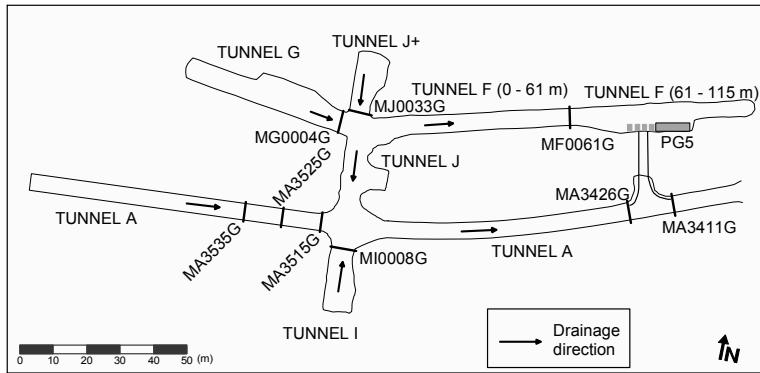 TUNNEL J+
TUNNEL G
TUNNEL F (0 - 61 m)
TUNNEL F (61 - 115 m)
MJ0033G
MG0004G
MF0061G
PG5
MA3525G
TUNNEL J
MA3426G
TUNNEL A
MA3535G
MA3515G
MI0008G
TUNNEL A
MA3411G
TUNNEL I
Drainage
direction
0 10 20 30 40 50 (m)
N